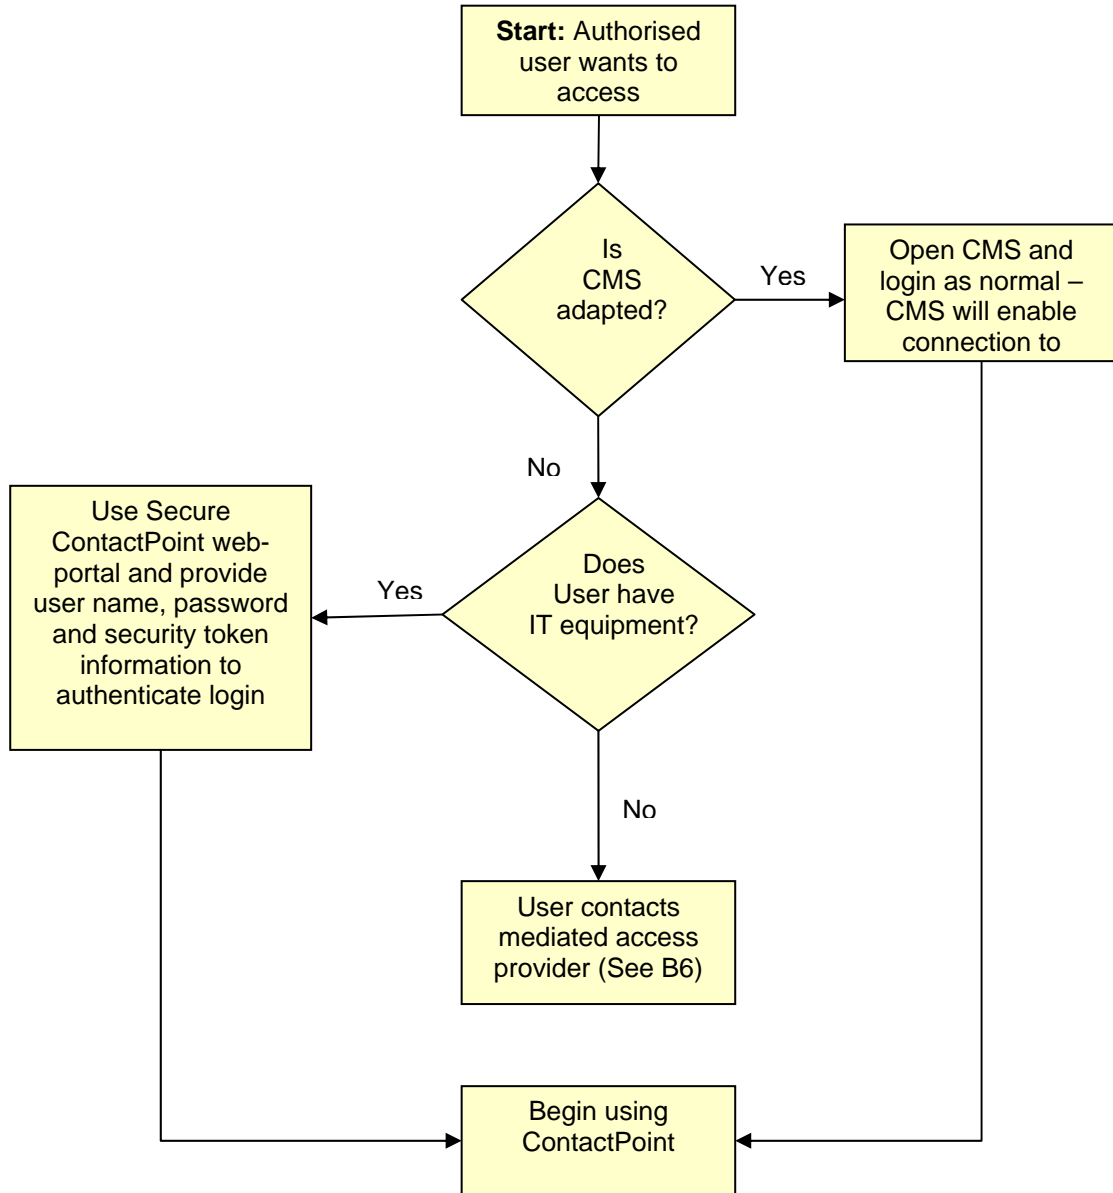 Start: Authorised
user wants to
access
Is
CMS
adapted?
Yes
Open CMS and
login as normal –
CMS will enable
connection to
No
Use Secure
ContactPoint web-
portal and provide
user name, password
and security token
information to
authenticate login
Yes
Does
User have
IT equipment?
No
User contacts
mediated access
provider (See B6)
Begin using
ContactPoint